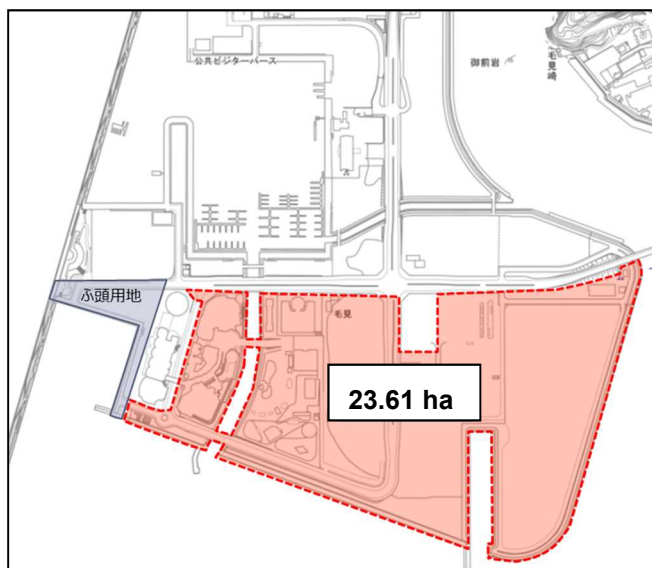 公共ビジターバース
御前岩
毛見崎
ふ頭用地
毛見
23.61 ha